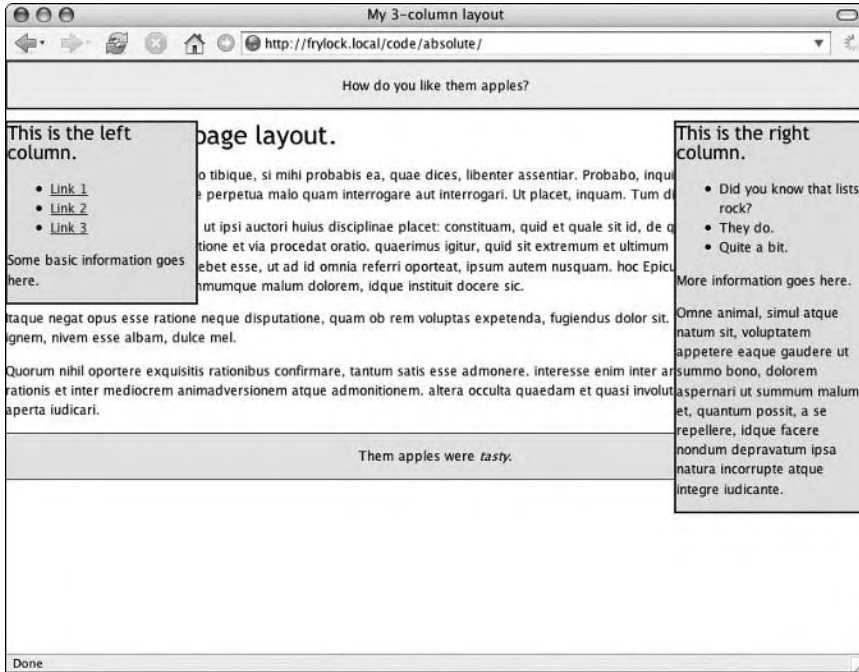 My 3-column layout
http://frylock.local/code/absolute/
How do you like them apples?
This is the left
column.
• Link 1
• Link 2
• Link 3
Some basic information goes
here.
page layout.
o tibique, si mihi probabis ea, quae dices, libenter assentiar. Probabo, inqui
e perpetua malo quam interrogare aut interrogari. Ut placet, inquam. Tum di
ut ipsi auctori huius disciplinae placet: constituam, quid et quale sit id, de q
tione et via procedat oratio. quaerimus igitur, quid sit extremum et ultimum
ebet esse, ut ad id omnia referri oporteat, ipsum autem nusquam. hoc Epicu
mmumque malum dolorem, idque instituit docere sic.
Itaque negat opus esse ratione neque disputatione, quam ob rem voluptas expetenda, fugiendus dolor sit.
ignem, nivem esse albam, dulce mel.
Quorum nihil oportere exquisitis rationibus confirmare, tantum satis esse admonere. interesse enim inter ar
rationis et inter mediocrem animadversionem atque admonitionem. altera occulta quaedam et quasi involut
aperta iudicari.
This is the right
column.
• Did you know that lists
rock?
• They do.
• Quite a bit.
More information goes here.
Omne animal, simul atque
natum sit, voluptatem
appetere eaque gaudere ut
summo bono, dolorem
aspernari ut summum malum
et, quantum possit, a se
repellere, idque facere
nondum depravatum ipsa
natura incorrupte atque
integre iudicante.
Them apples were tasty.
Done